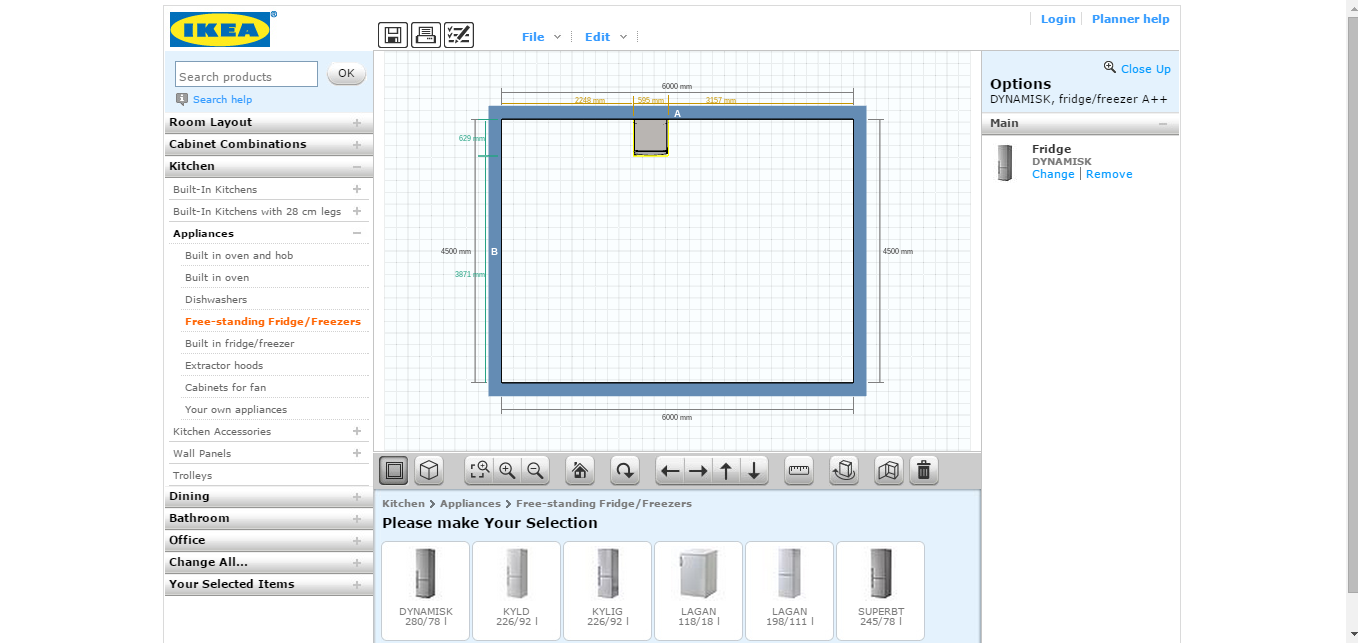 IKEA
®
File
Edit
Login
Planner help
Search products
OK
Search help
Room Layout
Cabinet Combinations
Kitchen
Built-In Kitchens
Built-In Kitchens with 28 cm legs
Appliances
Built in oven and hob
Built in oven
Dishwashers
Free-standing Fridge/Freezers
Built in fridge/freezer
Extractor hoods
Cabinets for fan
Your own appliances
Kitchen Accessories
Wall Panels
Trolleys
Dining
Bathroom
Office
Change All...
Your Selected Items
6000 mm
2248 mm
595 mm
3157 mm
A
629 mm
4500 mm
B
4500 mm
3871 mm
6000 mm
Kitchen > Appliances > Free-standing Fridge/Freezers
Please make Your Selection
DYNAMISK
280/78 l
KYLD
226/92 l
KYLIG
226/92 l
LAGAN
118/18 l
LAGAN
198/111 l
SUPERBT
245/78 l
Close Up
Options
DYNAMISK, fridge/freezer A++
Main
Fridge
DYNAMISK
Change | Remove